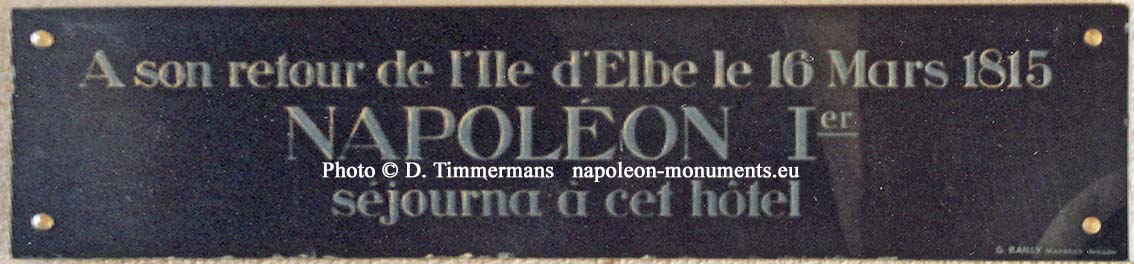 A son retour de l'Ile d'Elbe le 16 Mars 1815
NAPOLÉON Ier
Photo © D. Timmermans napoleon-monuments.eu
séjourna à cet hôtel
G. BAILLY